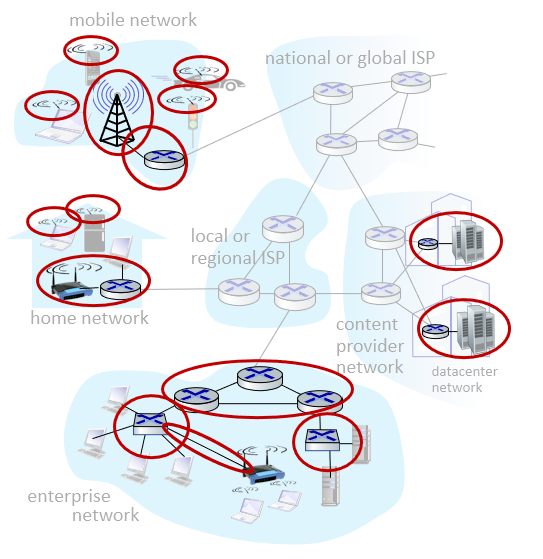 mobile network
national or global ISP
local or
regional ISP
home network
content
provider
network
datacenter
network
enterprise
network